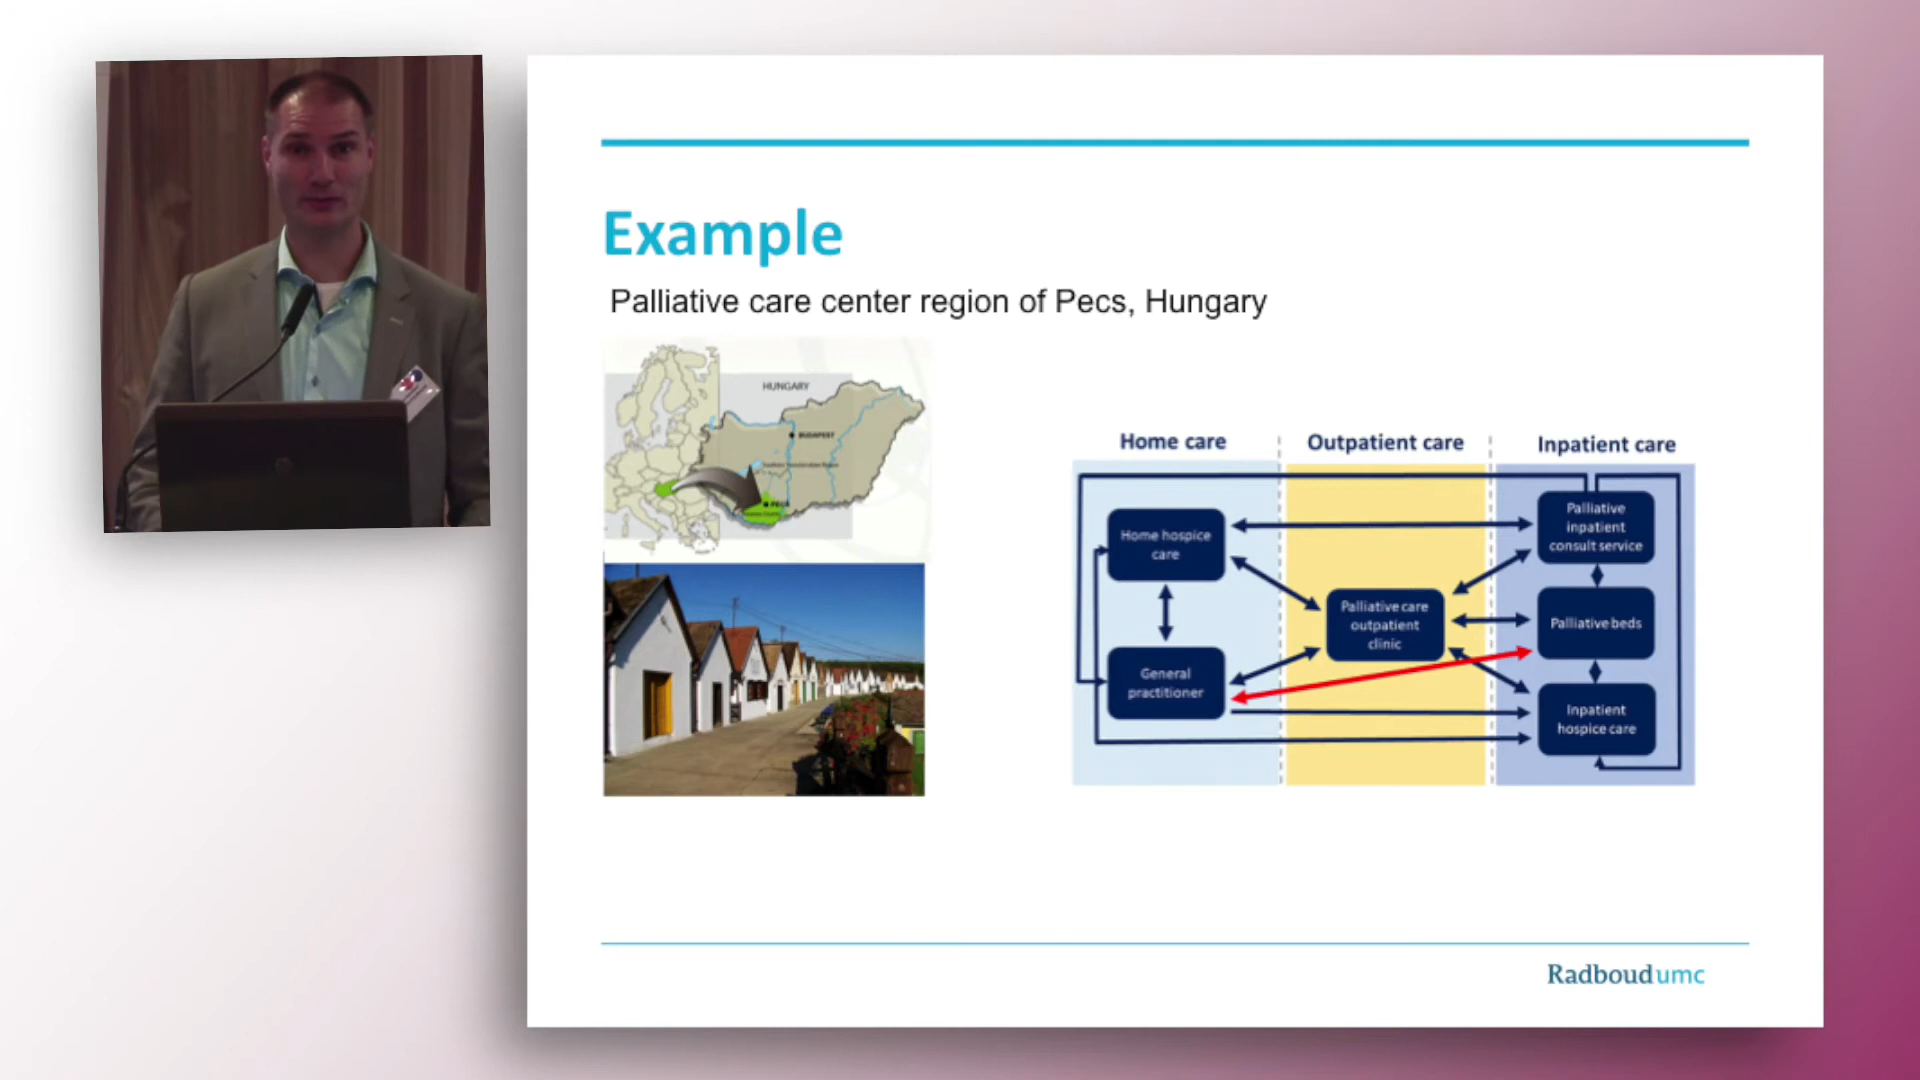 Example
Palliative care center region of Pecs, Hungary
HUNGARY
BUDAPEST
PECS
Home care
Outpatient care
Inpatient care
Home hospice
care
General
practitioner
Palliative care
outpatient
clinic
Palliative
inpatient
consult service
Palliative beds
Inpatient
hospice care
Radboudumc